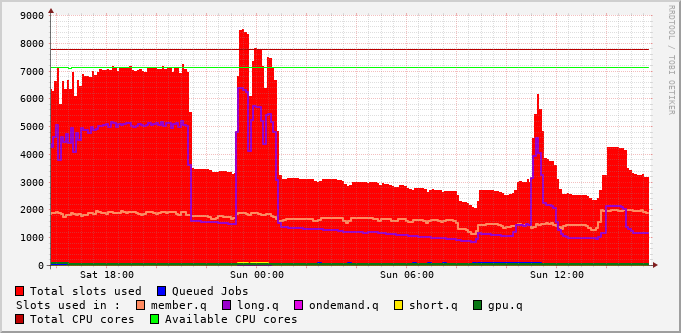 9000
8000
7000
6000
5000
4000
3000
2000
1000
0
Sat 18:00 Sun 00:00 Sun 06:00 Sun 12:00
RRDTOOL / TOBI OETIKER
Total slots used Queued Jobs
Slots used in : member.q long.q ondemand.q short.q gpu.q
Total CPU cores Available CPU cores